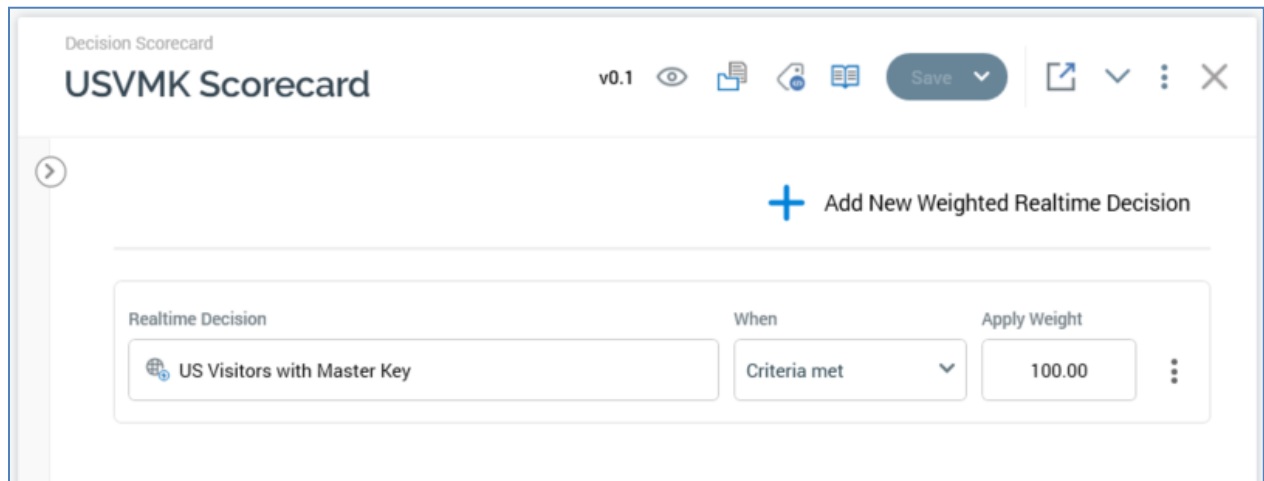 Decision Scorecard
USVMK Scorecard
v0.1
Save
Add New Weighted Realtime Decision
Realtime Decision
When
Apply Weight
US Visitors with Master Key
Criteria met
100.00